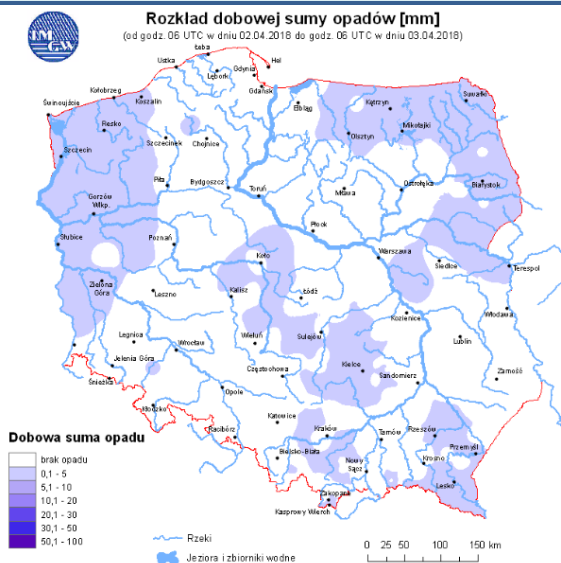 IMGW
Rozkład dobowej sumy opadów [mm]
(od godz. 06 UTC w dniu 02.04.2018 do godz. 06 UTC w dniu 03.04.2018)
Łeba
Ustka
Hel
Gdynia
Lębork
Kołobrzeg
Gdańsk
Suwałki
Świnoujście
Koszalin
Elbląg
Kętrzyn
Resko
Mikołajki
Olsztyn
Szczecinek
Chojnice
Szczecin
Piła
Bydgoszcz
Ostrołęka
Białystok
Toruń
Mława
Gorzów
Wlkp.
Płock
Słubice
Poznań
Warszawa
Koło
Siedlce
Terespol
Zielona
Góra
Leszno
Kalisz
Łódź
Kozienice
Włodawa
Legnica
Wrocław
Wieluń
Sulejów
Lublin
Jelenia Góra
Kielce
Częstochowa
Sandomierz
Zamość
Śnieżka
Opole
Kłodzko
Katowice
Racibórz
Kraków
Tarnów
Rzeszów
Przemyśl
Bielsko-Biała
Nowy
Sącz
Krosno
Lesko
Zakopane
Kasprowy Wierch
Dobowa suma opadu
brak opadu
0,1 - 5
5,1 - 10
10,1 - 20
20,1 - 30
30,1 - 50
50,1 - 100
Rzeki
Jeziora i zbiorniki wodne
0 25 50 100 150 km